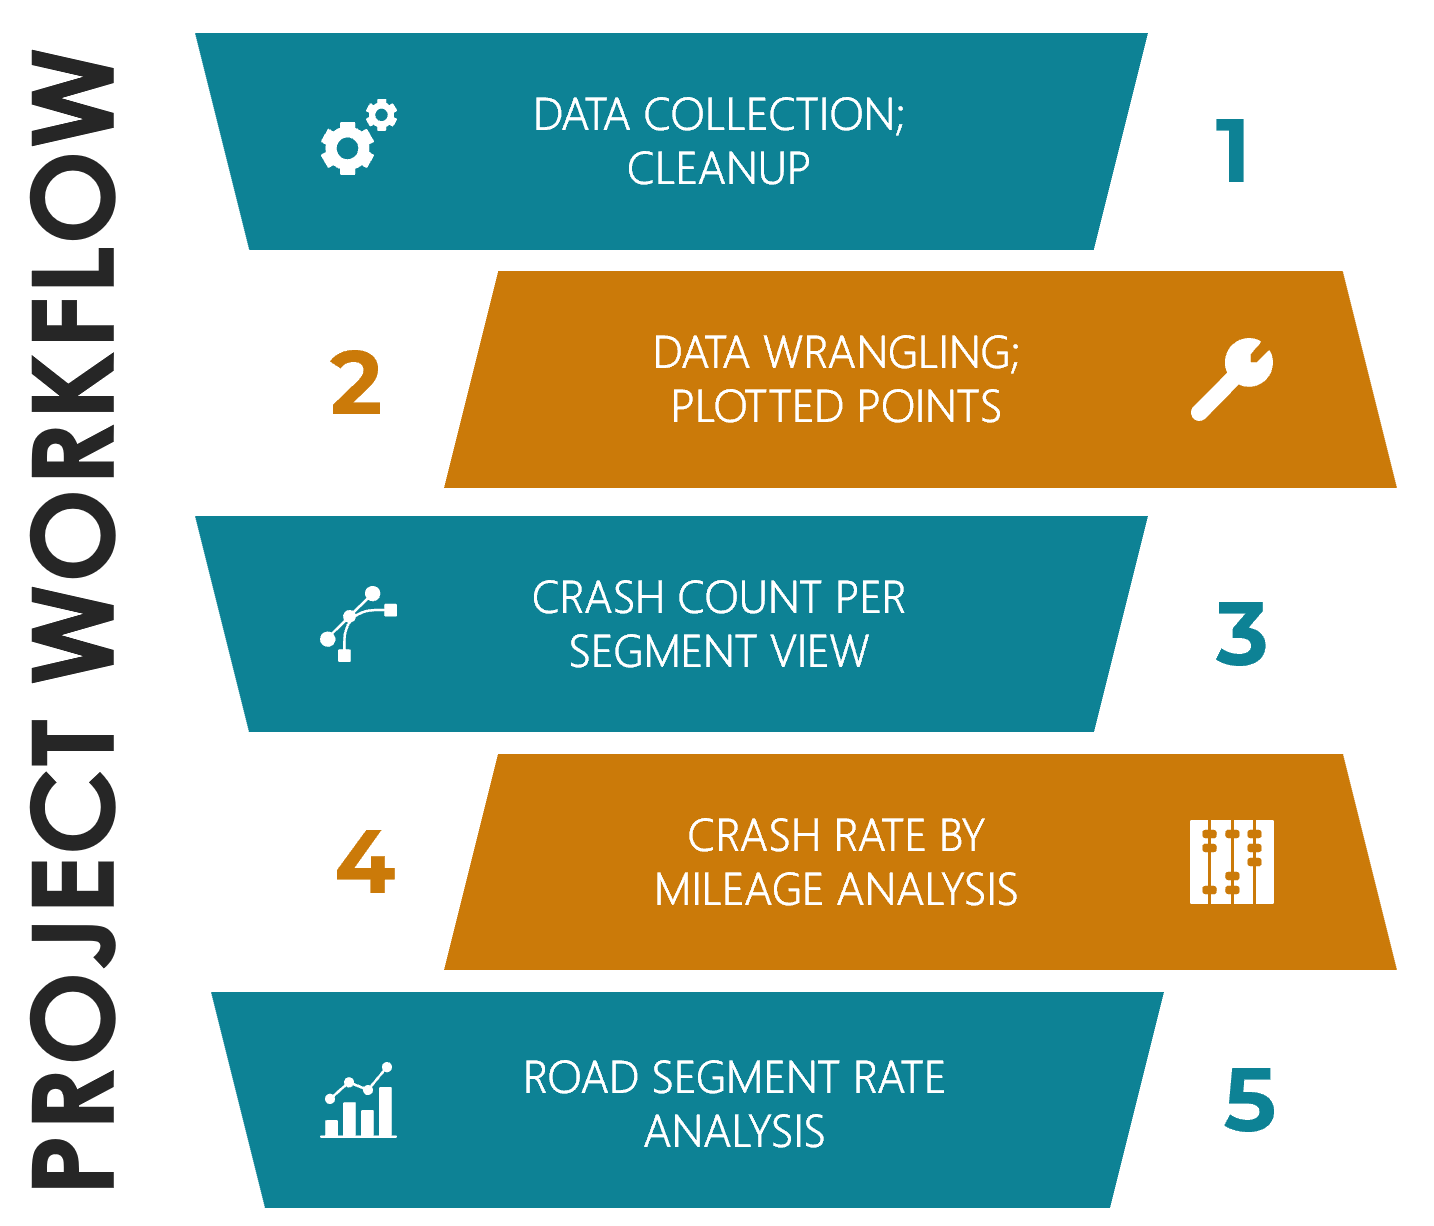 PROJECT WORKFLOW
DATA COLLECTION;
CLEANUP
1
2
DATA WRANGLING;
PLOTTED POINTS
CRASH COUNT PER
SEGMENT VIEW
3
4
CRASH RATE BY
MILEAGE ANALYSIS
ROAD SEGMENT RATE
ANALYSIS
5